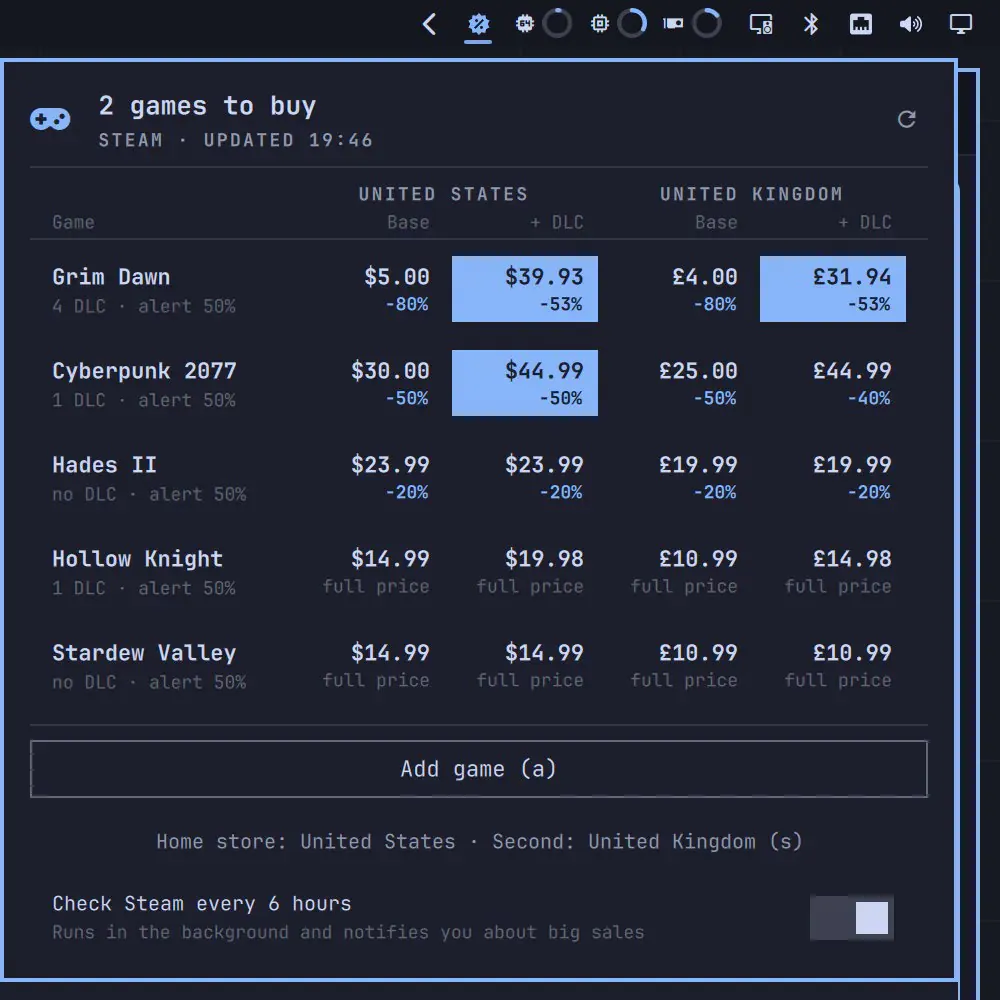 64
2 games to buy
STEAM · UPDATED 19:46
UNITED STATES UNITED KINGDOM
Game Base + DLC Base + DLC
Grim Dawn $5.00 $39.93 £4.00 £31.94
4 DLC · alert 50% -80% -53% -80% -53%
Cyberpunk 2077 $30.00 $44.99 £25.00 £44.99
1 DLC · alert 50% -50% -50% -50% -40%
Hades II $23.99 $23.99 £19.99 £19.99
no DLC · alert 50% -20% -20% -20% -20%
Hollow Knight $14.99 $19.98 £10.99 £14.98
1 DLC · alert 50% full price full price full price full price
Stardew Valley $14.99 $14.99 £10.99 £10.99
no DLC · alert 50% full price full price full price full price
Add game (a)
Home store: United States · Second: United Kingdom (s)
Check Steam every 6 hours
Runs in the background and notifies you about big sales